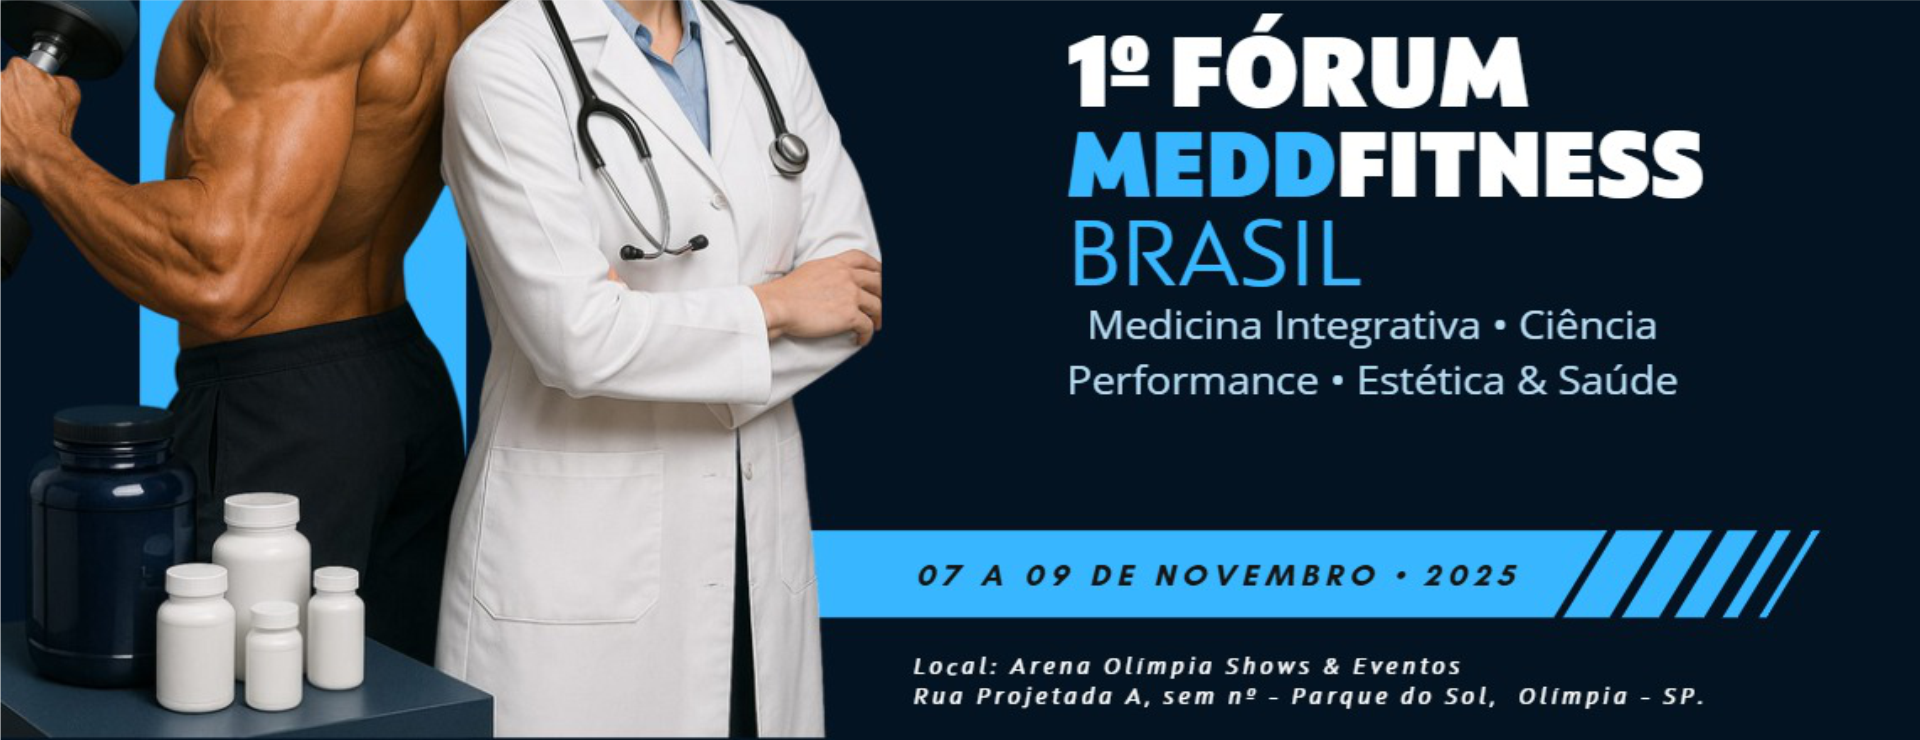 1º FÓRUM
MEDDFITNESS
BRASIL
Medicina Integrativa • Ciência
Performance • Estética & Saúde
07 A 09 DE NOVEMBRO • 2025
Local: Arena Olímpia Shows & Eventos
Rua Projetada A, sem nº - Parque do Sol, Olímpia - SP.